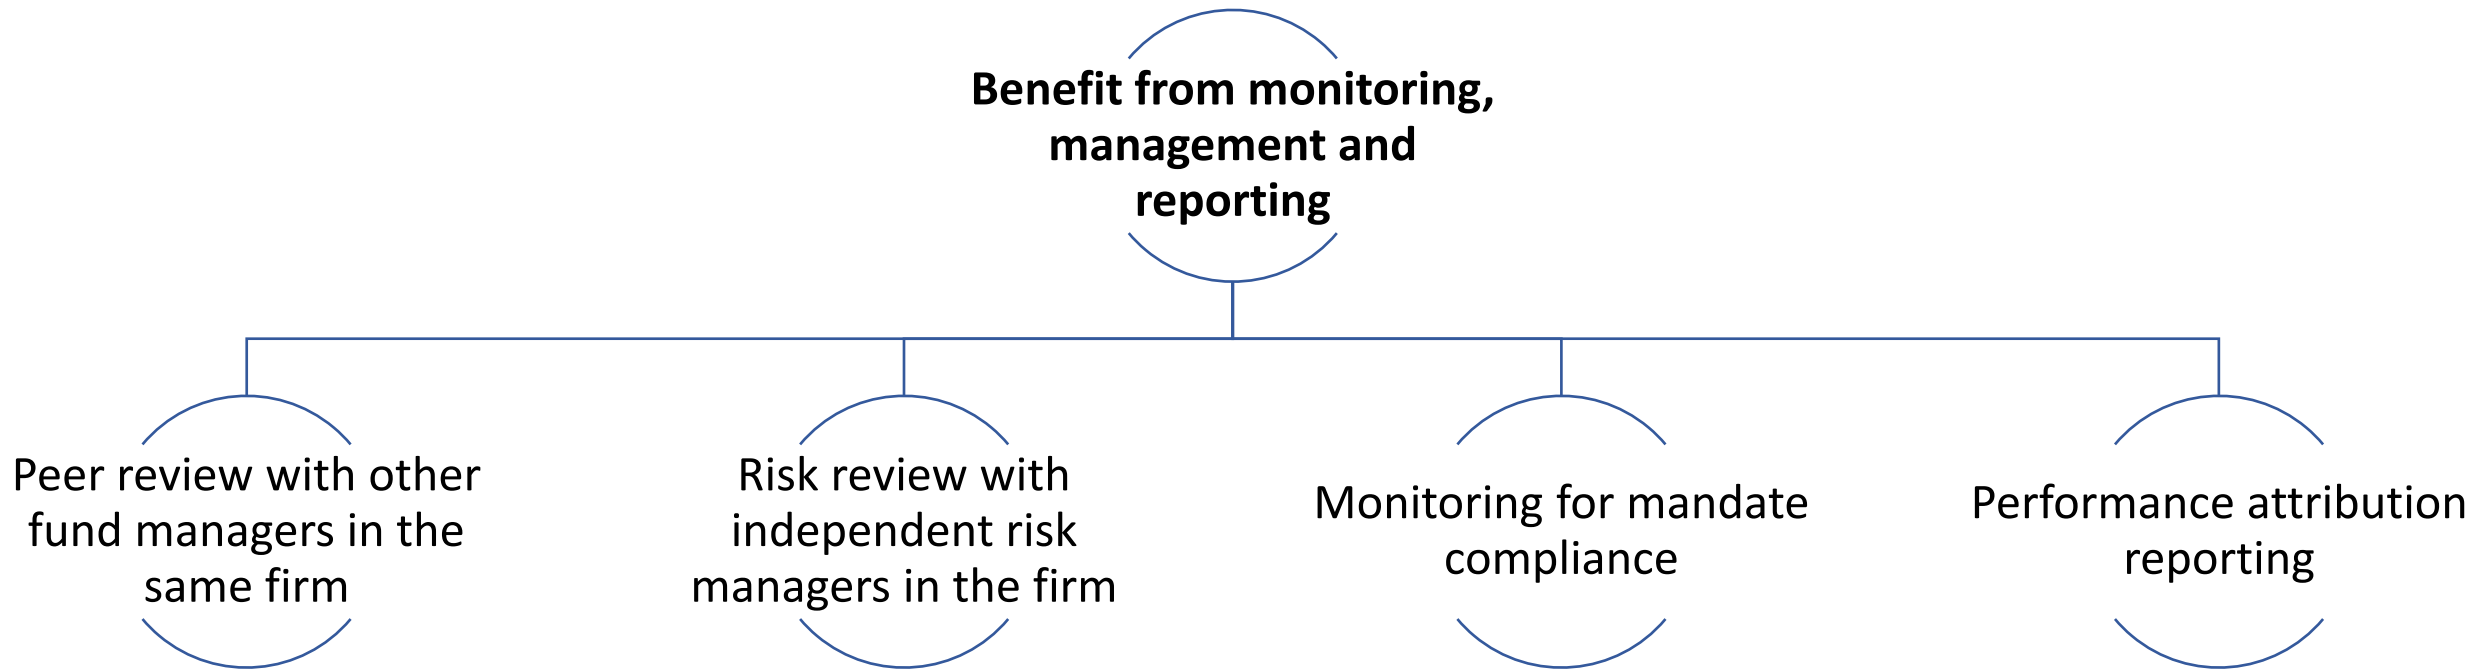 Benefit from monitoring,
management and
reporting
Peer review with other
fund managers in the
same firm
Risk review with
independent risk
managers in the firm
Monitoring for mandate
compliance
Performance attribution
reporting